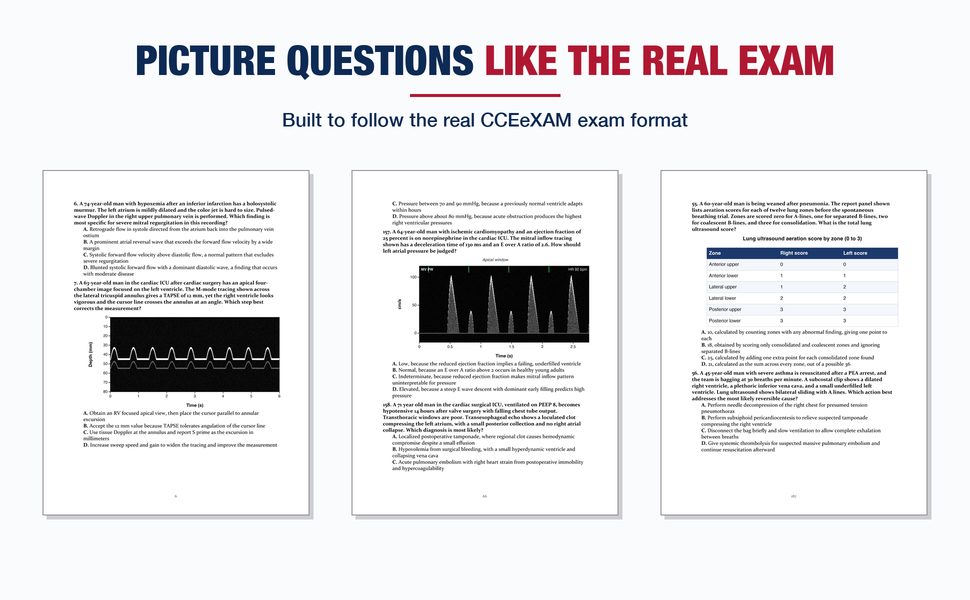 PICTURE QUESTIONS LIKE THE REAL EXAM
Built to follow the real CCEeXAM exam format
6. A 74-year-old man with hypoxemia after an inferior infarction has a holosystolic
murmur. The left atrium is mildly dilated and the color jet is hard to size. Pulsed-
wave Doppler in the right upper pulmonary vein is performed. Which finding is
most specific for severe mitral regurgitation in this recording?
A. Retrograde flow in systole directed from the atrium back into the pulmonary vein
ostium
B. A prominent atrial reversal wave that exceeds the forward flow velocity by a wide
margin
C. Systolic forward flow velocity above diastolic flow, a normal pattern that excludes
severe regurgitation
D. Blunted systolic forward flow with a dominant diastolic wave, a finding that occurs
with moderate disease
7. A 63-year-old man in the cardiac ICU after cardiac surgery has an apical four-
chamber image focused on the left ventricle. The M-mode tracing shown across
the lateral tricuspid annulus gives a TAPSE of 12 mm, yet the right ventricle looks
vigorous and the cursor line crosses the annulus at an angle. Which step best
corrects the measurement?
Depth (mm)
0
10
20
30
40
50
60
70
80
0 1 2 3 4 5 6
Time (s)
A. Obtain an RV focused apical view, then place the cursor parallel to annular
excursion
B. Accept the 12 mm value because TAPSE tolerates angulation of the cursor line
C. Use tissue Doppler at the annulus and report S prime as the excursion in
millimeters
D. Increase sweep speed and gain to widen the tracing and improve the measurement
6
C. Pressure between 70 and 90 mmHg, because a previously normal ventricle adapts
within hours
D. Pressure above about 80 mmHg, because acute obstruction produces the highest
right ventricular pressures
157. A 64-year-old man with ischemic cardiomyopathy and an ejection fraction of
25 percent is on norepinephrine in the cardiac ICU. The mitral inflow tracing
shown has a deceleration time of 130 ms and an E over A ratio of 2.6. How should
left atrial pressure be judged?
Apical window
MV PW
HR 92 bpm
cm/s
100
50
0
0 0.5 1 1.5 2 2.5
Time (s)
A. Low, because the reduced ejection fraction implies a failing, underfilled ventricle
B. Normal, because an E over A ratio above 2 occurs in healthy young adults
C. Indeterminate, because reduced ejection fraction makes mitral inflow pattern
uninterpretable for pressure
D. Elevated, because a steep E wave descent with dominant early filling predicts high
pressure
158. A 71 year old man in the cardiac surgical ICU, ventilated on PEEP 8, becomes
hypotensive 14 hours after valve surgery with falling chest tube output.
Transthoracic windows are poor. Transesophageal echo shows a loculated clot
compressing the left atrium, with a small posterior collection and no right atrial
collapse. Which diagnosis is most likely?
A. Localized postoperative tamponade, where regional clot causes hemodynamic
compromise despite a small effusion
B. Hypovolemia from surgical bleeding, with a small hyperdynamic ventricle and
collapsing vena cava
C. Acute pulmonary embolism with right heart strain from postoperative immobility
and hypercoagulability
55. A 60-year-old man is being weaned after pneumonia. The report panel shown
lists aeration scores for each of twelve lung zones before the spontaneous
breathing trial. Zones are scored zero for A-lines, one for separated B-lines, two
for coalescent B-lines, and three for consolidation. What is the total lung
ultrasound score?
Lung ultrasound aeration score by zone (0 to 3)
Zone Right score Left score
Anterior upper 0 0
Anterior lower 1 1
Lateral upper 1 2
Lateral lower 2 2
Posterior upper 3 3
Posterior lower 3 3
A. 10, calculated by counting zones with any abnormal finding, giving one point to
each
B. 18, obtained by scoring only consolidated and coalescent zones and ignoring
separated B-lines
C. 25, calculated by adding one extra point for each consolidated zone found
D. 21, calculated as the sum across every zone, out of a possible 36
56. A 45-year-old man with severe asthma is resuscitated after a PEA arrest, and
the team is bagging at 30 breaths per minute. A subcostal clip shows a dilated
right ventricle, a plethoric inferior vena cava, and a small underfilled left
ventricle. Lung ultrasound shows bilateral sliding with A lines. Which action best
addresses the most likely reversible cause?
A. Perform needle decompression of the right chest for presumed tension
pneumothorax
B. Perform subxiphoid pericardiocentesis to relieve suspected tamponade
compressing the right ventricle
C. Disconnect the bag briefly and slow ventilation to allow complete exhalation
between breaths
D. Give systemic thrombolysis for suspected massive pulmonary embolism and
continue resuscitation afterward